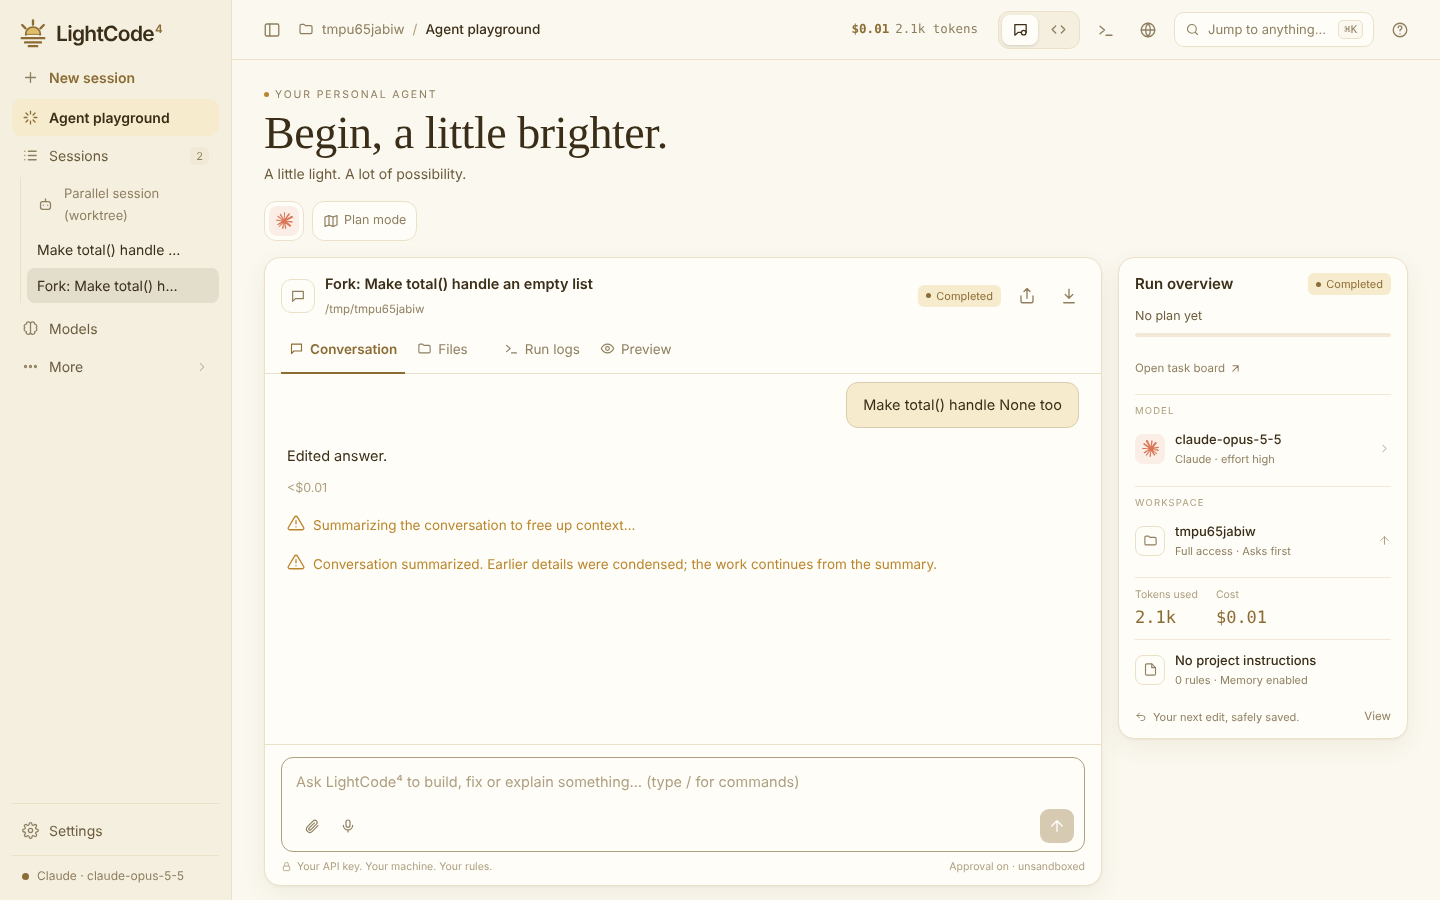 LightCode⁴
New session
Agent playground
Sessions 2
Parallel session
(worktree)
Make total() handle ...
Fork: Make total() h...
Models
More
Settings
Claude · claude-opus-5-5
tmpu65jabiw / Agent playground
$0.01 2.1k tokens
Jump to anything... ⌘K
YOUR PERSONAL AGENT
Begin, a little brighter.
A little light. A lot of possibility.
Plan mode
Fork: Make total() handle an empty list
/tmp/tmpu65jabiw
Completed
Conversation Files Run logs Preview
Make total() handle None too
Edited answer.
<$0.01
Summarizing the conversation to free up context...
Conversation summarized. Earlier details were condensed; the work continues from the summary.
Ask LightCode⁴ to build, fix or explain something... (type / for commands)
Your API key. Your machine. Your rules.
Approval on · unsandboxed
Run overview Completed
No plan yet
Open task board
MODEL
claude-opus-5-5
Claude · effort high
WORKSPACE
tmpu65jabiw
Full access · Asks first
Tokens used Cost
2.1k $0.01
No project instructions
0 rules · Memory enabled
Your next edit, safely saved. View